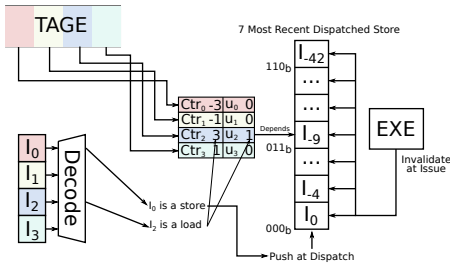 TAGE
7 Most Recent Dispatched Store
I-42
110b
...
Ctr0 -3 u0 0
...
Ctr1 -1 u1 0
Ctr2 3 u2 1
Depends
I-9
EXE
Ctr3 1 u3 0
011b
I0
Decode
...
Invalidate
at Issue
I1
I-4
I2
I0 is a store
I0
I3
I2 is a load
000b
Push at Dispatch